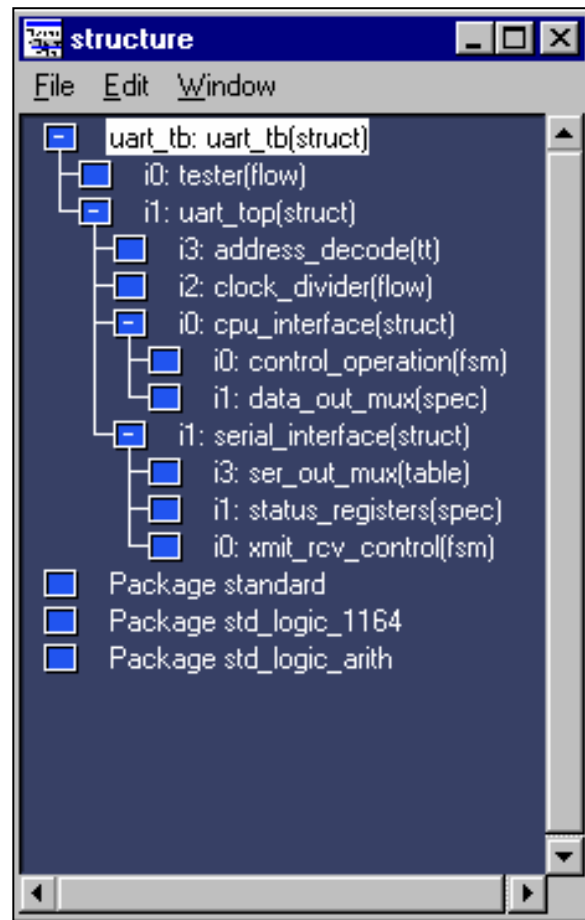 structure
File Edit Window
uart_tb: uart_tb(struct)
i0: tester(flow)
i1: uart_top(struct)
i3: address_decode(tt)
i2: clock_divider(flow)
i0: cpu_interface(struct)
i0: control_operation(fsm)
i1: data_out_mux(spec)
i1: serial_interface(struct)
i3: ser_out_mux(table)
i1: status_registers(spec)
i0: xmit_rcv_control(fsm)
Package standard
Package std_logic_1164
Package std_logic_arith